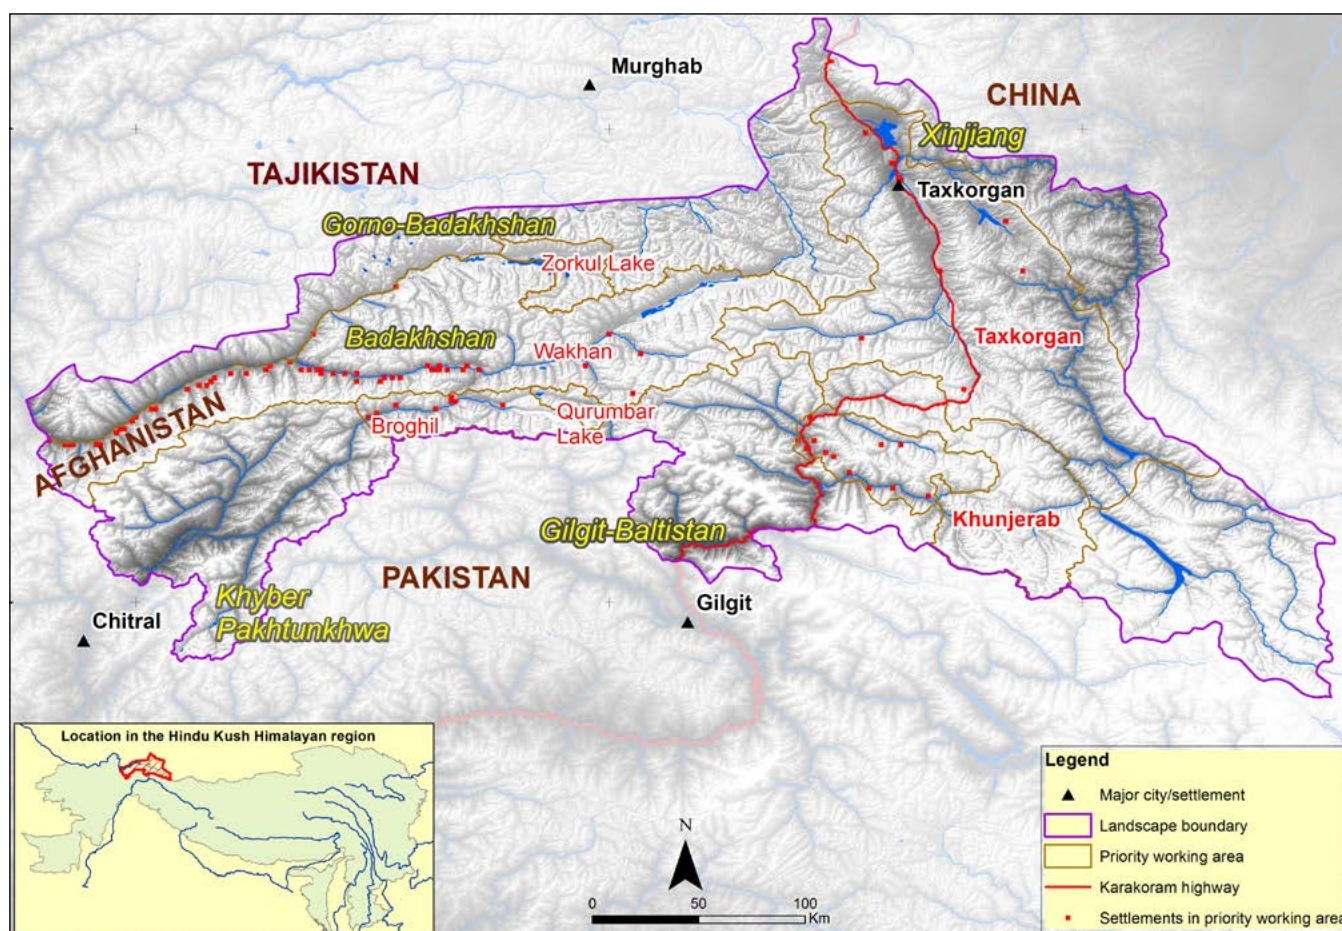 Murghab
CHINA
Xinjiang
TAJIKISTAN
Taxkorgan
Gorno-Badakhshan
Zorkul Lake
Badakhshan
Wakhan
Taxkorgan
AFGHANISTAN
Broghil
Qurumbar
Lake
Khunjerab
Gilgit-Baltistan
PAKISTAN
Khyber
Pakhtunkhwa
Chitral
Gilgit
Location in the Hindu Kush Himalayan region
N
0 50 100
Km
Legend
Major city/settlement
Landscape boundary
Priority working area
Karakoram highway
Settlements in priority working area